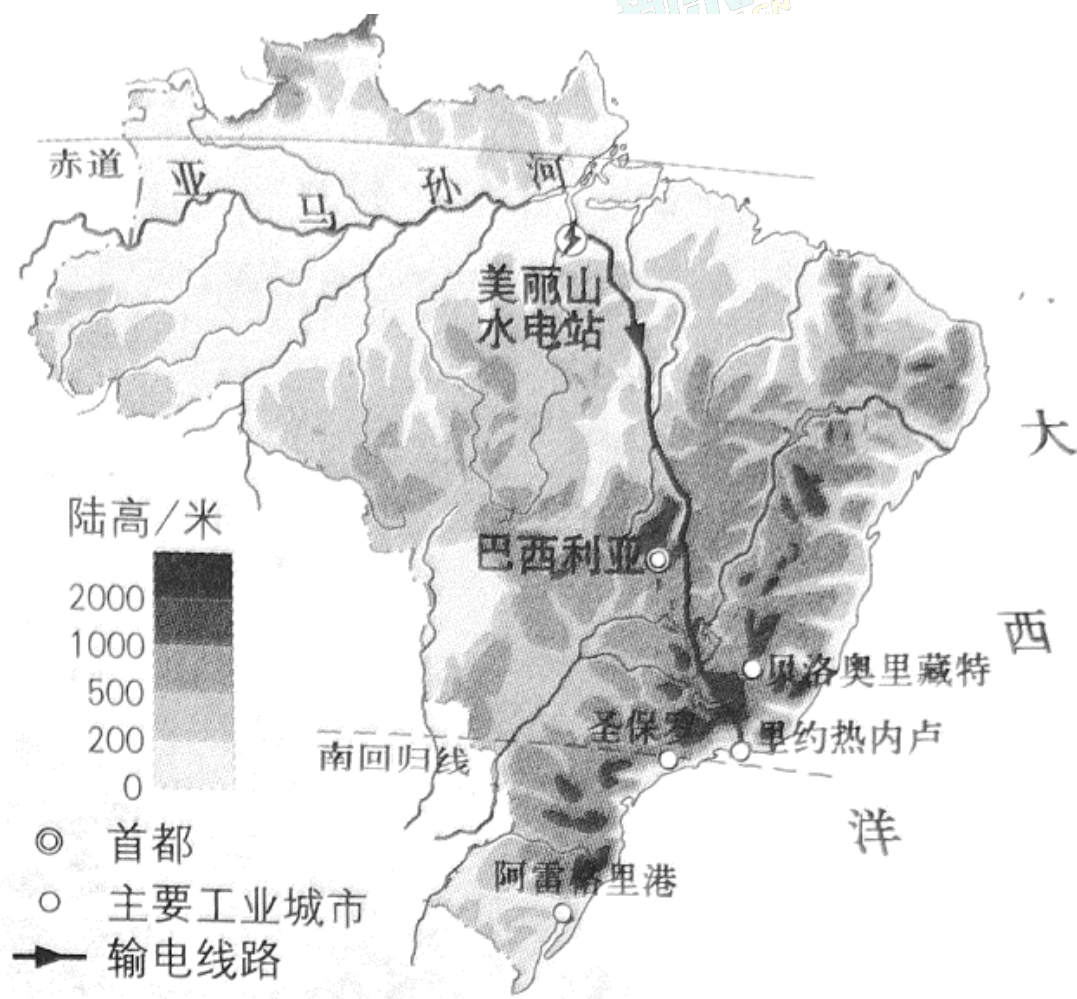 赤道
亚马孙河
美丽山
水电站
大西洋
陆高/米
巴西利亚
2000
1000
500
200
0
贝洛奥里藏特
圣保罗
里约热内卢
南回归线
首都
阿雷格里港
主要工业城市
输电线路